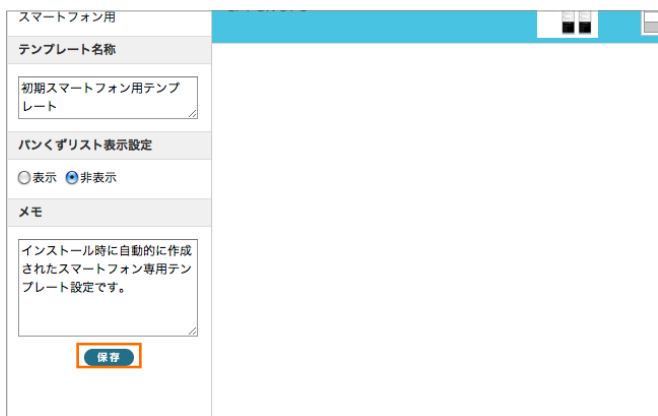 スマートフォン用
テンプレート名称
初期スマートフォン用テンプ
レート
パンくずリスト表示設定
表示 非表示
メモ
インストール時に自動的に作成
されたスマートフォン専用テン
プレート設定です。
保存